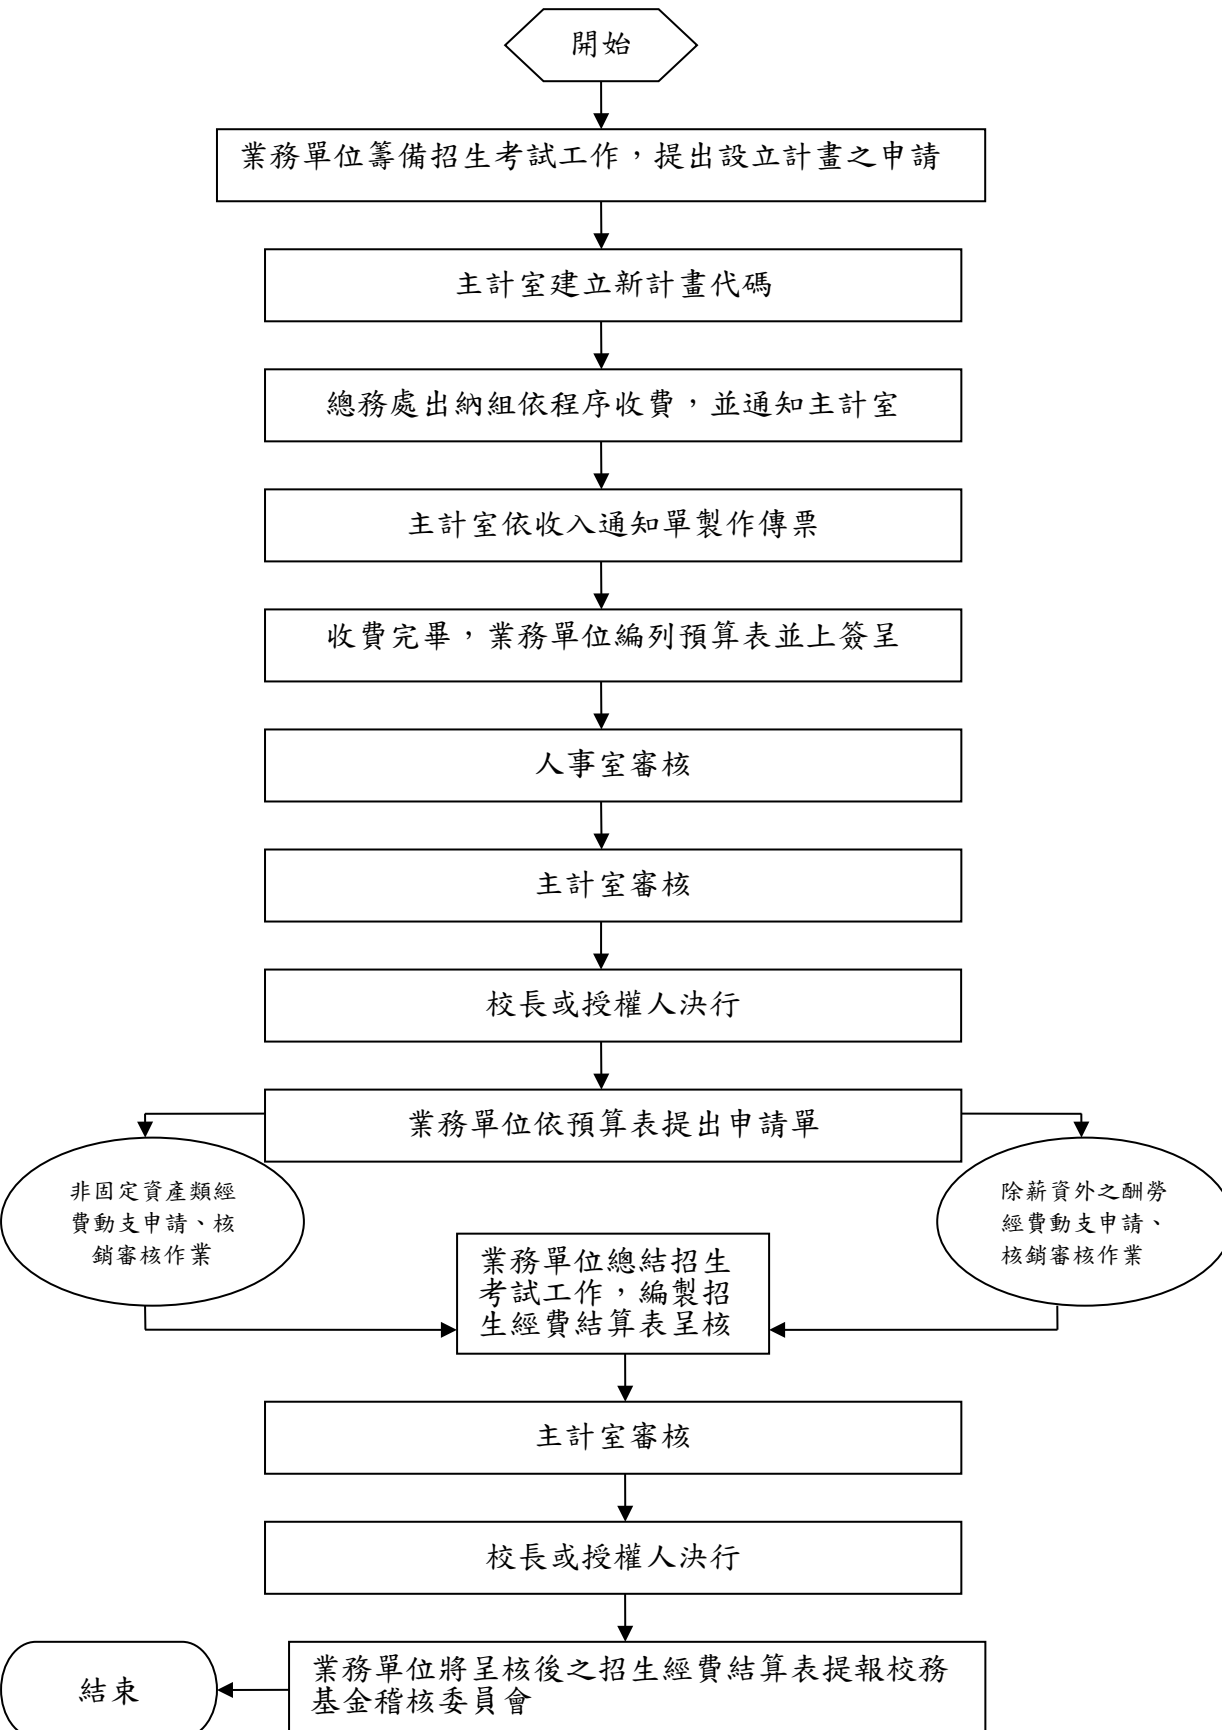 開始
業務單位籌備招生考試工作，提出設立計畫之申請
主計室建立新計畫代碼
總務處出納組依程序收費，並通知主計室
主計室依收入通知單製作傳票
收費完畢，業務單位編列預算表並上簽呈
人事室審核
主計室審核
校長或授權人決行
業務單位依預算表提出申請單
非固定資產類經
費動支申請、核
銷審核作業
除薪資外之酬勞
經費動支申請、
核銷審核作業
業務單位總結招生
考試工作，編製招
生經費結算表呈核
主計室審核
校長或授權人決行
業務單位將呈核後之招生經費結算表提報校務
基金稽核委員會
結束